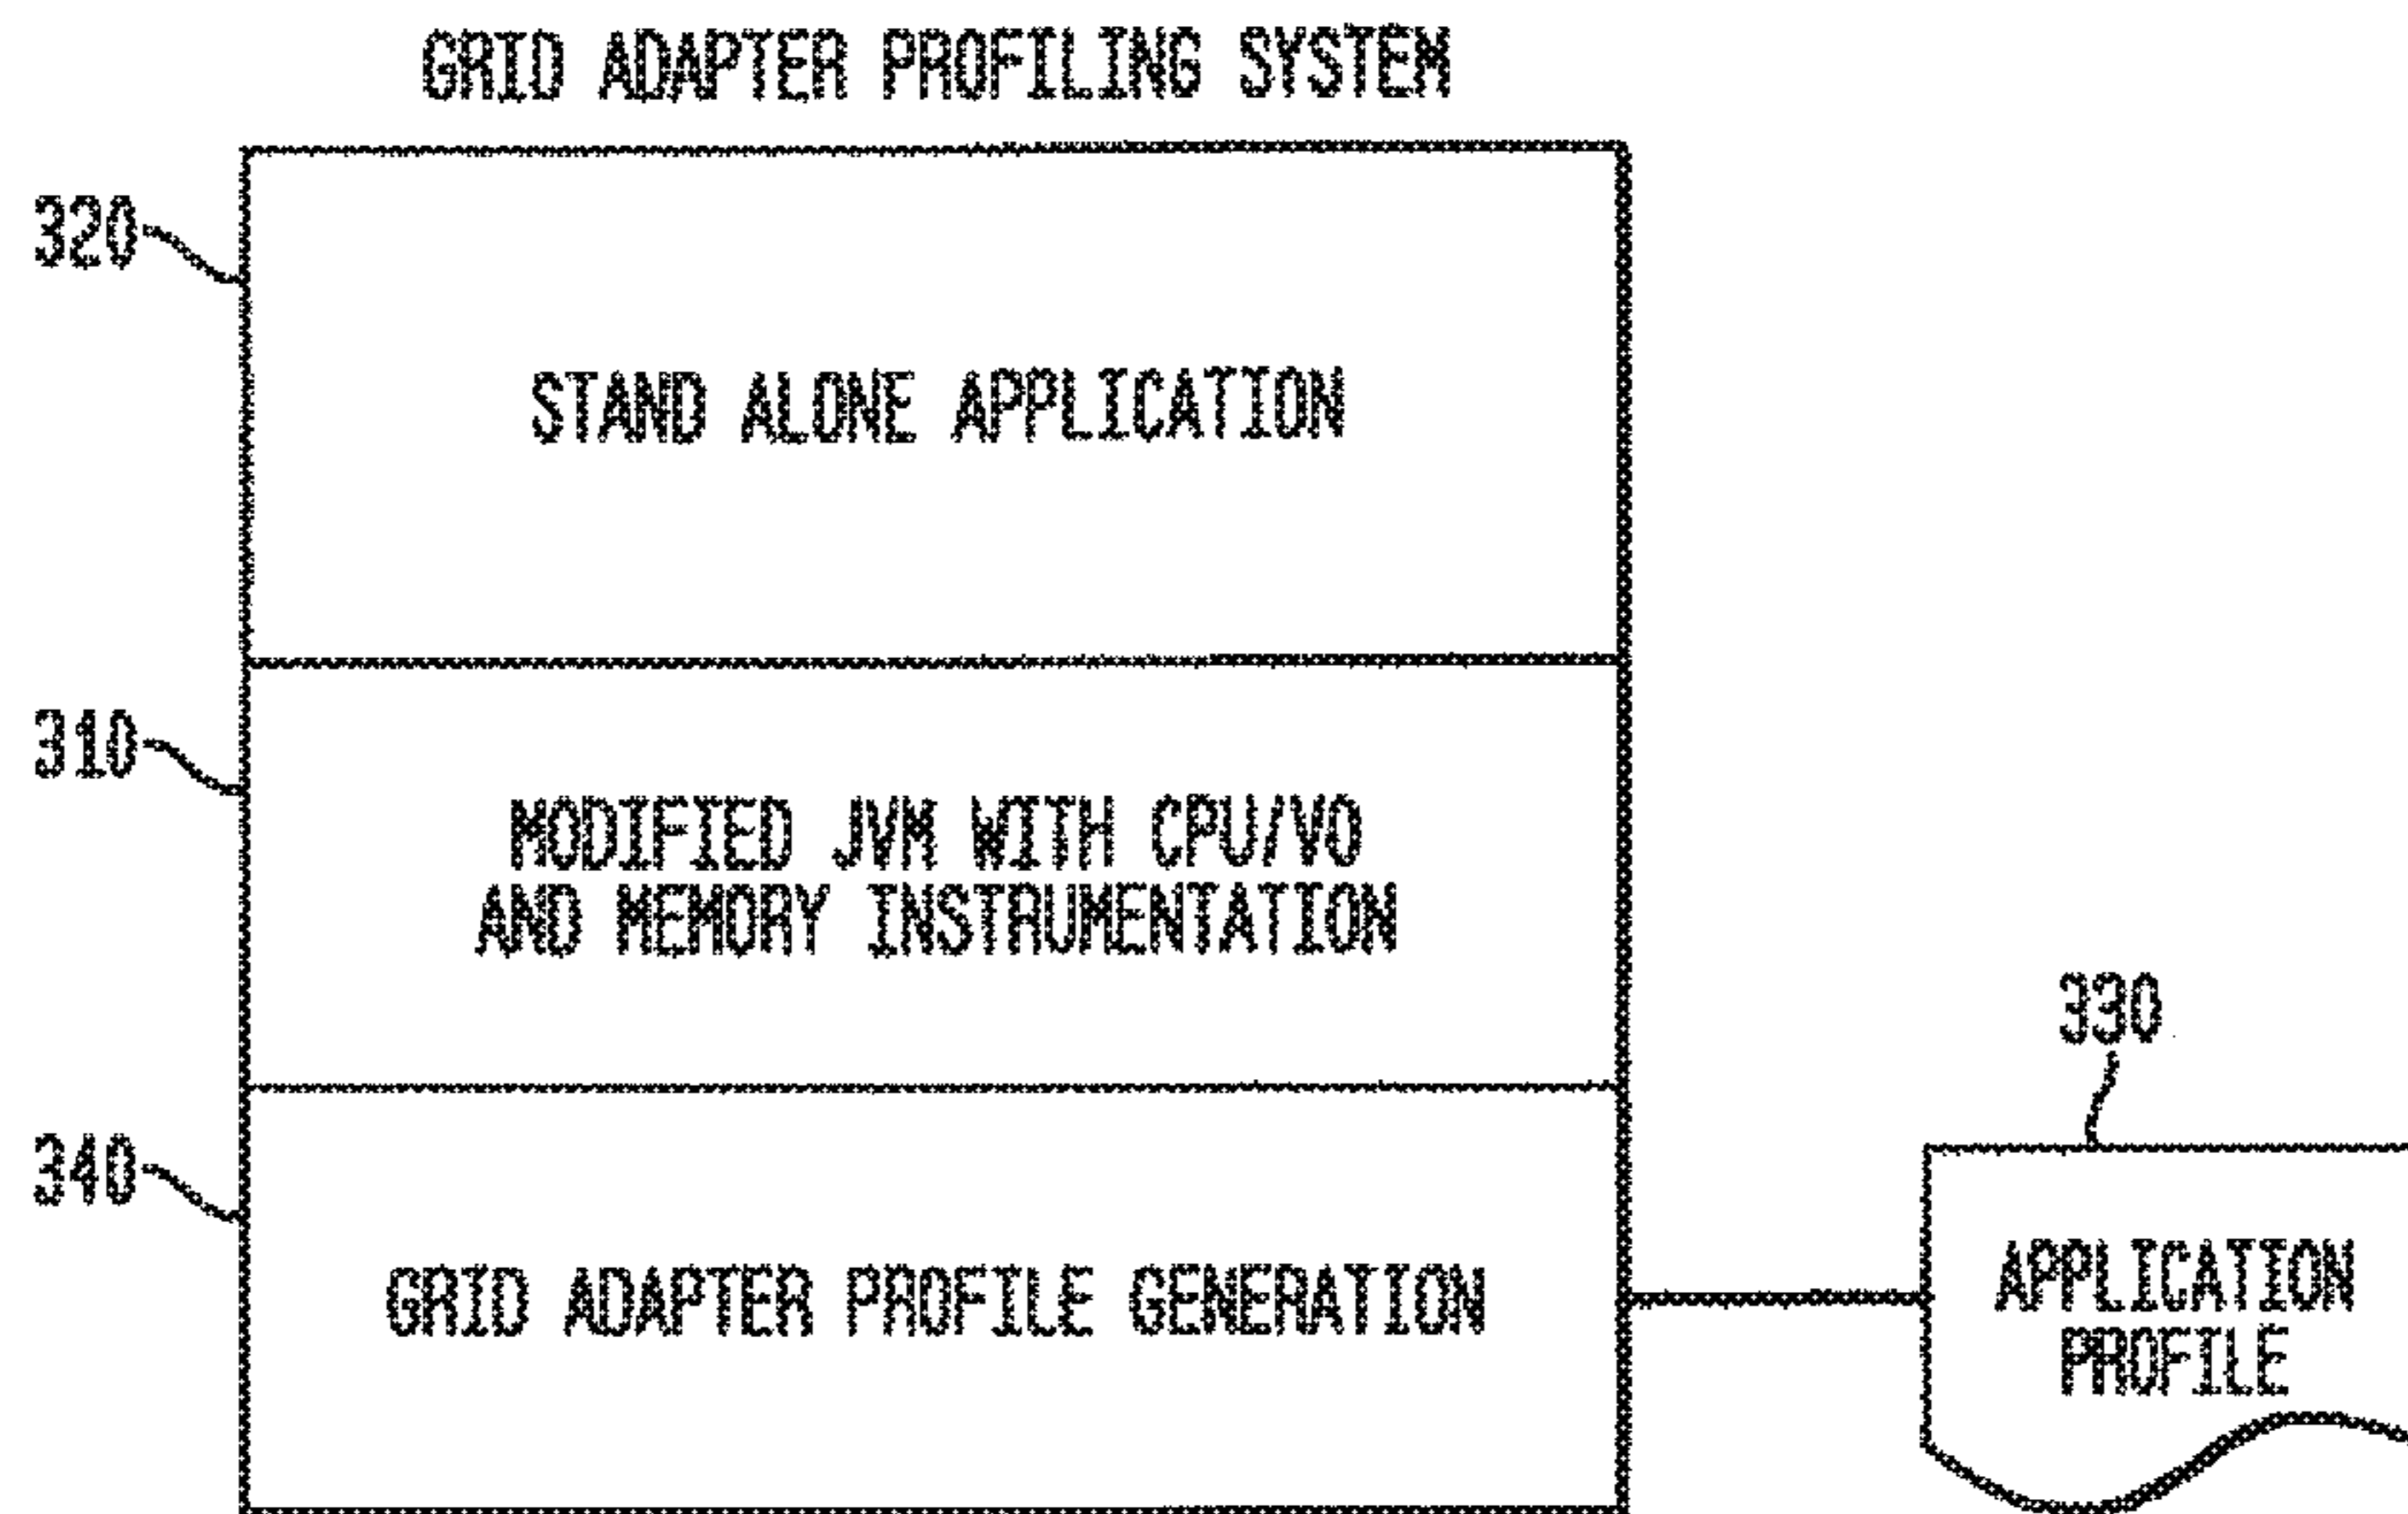 GRID ADAPTER PROFILING SYSTEM
320
STAND ALONE APPLICATION
310
MODIFIED JVM WITH CPU/VO
AND MEMORY INSTRUMENTATION
330
340
GRID ADAPTER PROFILE GENERATION
APPLICATION
PROFILE